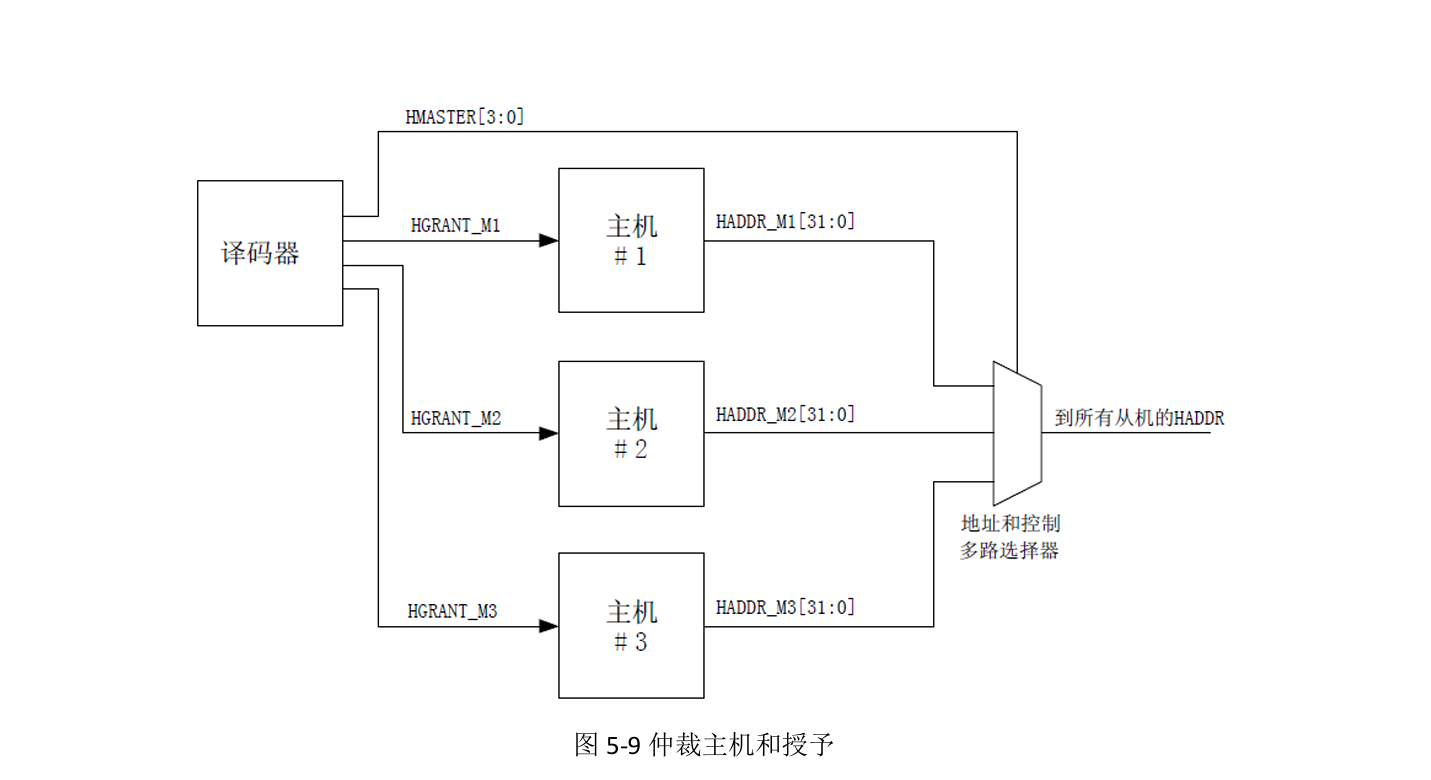 HMASTER[3:0]
译码器
HGRANT_M1
主机
#1
HADDR_M1[31:0]
HGRANT_M2
主机
#2
HADDR_M2[31:0]
到所有从机的HADDR
地址和控制
多路选择器
HGRANT_M3
主机
#3
HADDR_M3[31:0]
图 5-9 仲裁主机和授予